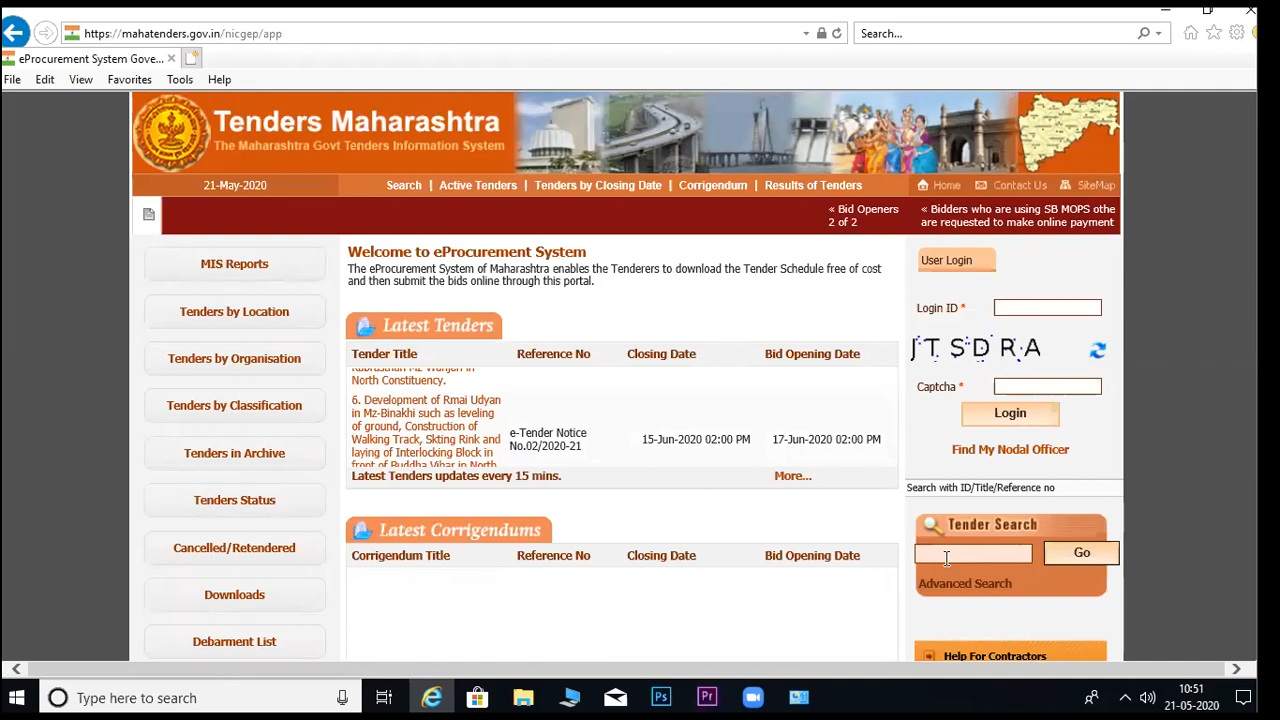 https://mahatenders.gov.in/nicgep/app
Search...
eProcurement System Gove...
File Edit View Favorites Tools Help
Tenders Maharashtra
The Maharashtra Govt Tenders Information System
21-May-2020
Search | Active Tenders | Tenders by Closing Date | Corrigendum | Results of Tenders
Home Contact Us SiteMap
« Bid Openers
2 of 2
« Bidders who are using SB MOPS othe
are requested to make online payment
MIS Reports
Tenders by Location
Tenders by Organisation
Tenders by Classification
Tenders in Archive
Tenders Status
Cancelled/Retendered
Downloads
Debarment List
Welcome to eProcurement System
The eProcurement System of Maharashtra enables the Tenderers to download the Tender Schedule free of cost
and then submit the bids online through this portal.
Latest Tenders
Tender Title Reference No Closing Date Bid Opening Date
North Constituency.
6. Development of Rmai Udyan
in Mz-Binakhi such as leveling
of ground, Construction of
Walking Track, Skting Rink and
laying of Interlocking Block in
front of Buddha Vihar in North
e-Tender Notice
No.02/2020-21
15-Jun-2020 02:00 PM
17-Jun-2020 02:00 PM
Latest Tenders updates every 15 mins.
More...
Latest Corrigendums
Corrigendum Title Reference No Closing Date Bid Opening Date
User Login
Login ID *
JTSDRA
Captcha *
Login
Find My Nodal Officer
Search with ID/Title/Reference no
Tender Search
Go
Advanced Search
Help For Contractors
Type here to search
Ps
Pr
10:51
21-05-2020